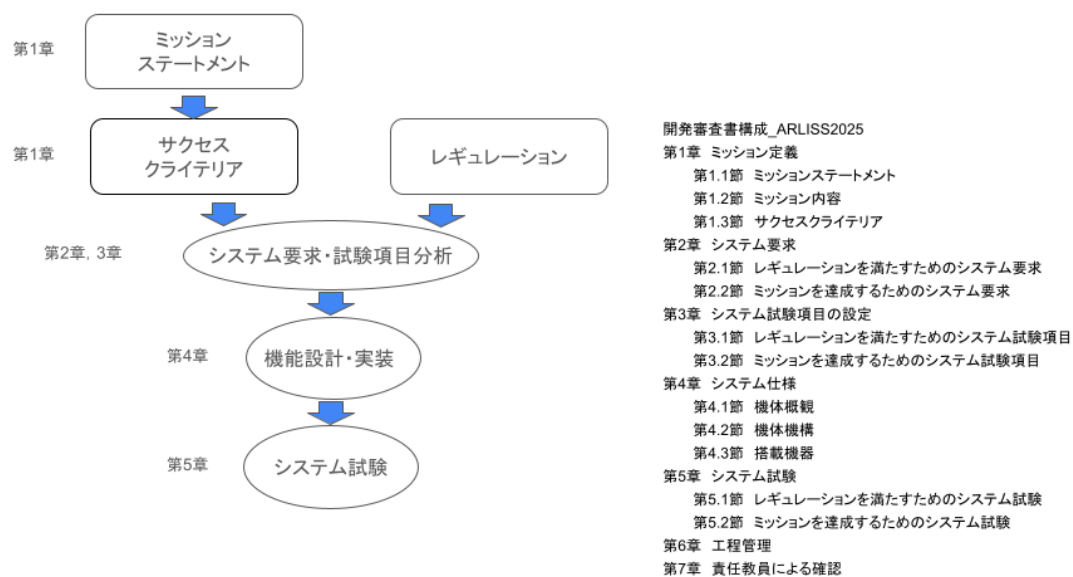 第1章
ミッション
ステートメント
第1章
サクセス
クライテリア
レギュレーション
第2章, 3章
システム要求・試験項目分析
第4章
機能設計・実装
第5章
システム試験
開発審査書構成_ARLISS2025
第1章 ミッション定義
第1.1節 ミッションステートメント
第1.2節 ミッション内容
第1.3節 サクセスクライテリア
第2章 システム要求
第2.1節 レギュレーションを満たすためのシステム要求
第2.2節 ミッションを達成するためのシステム要求
第3章 システム試験項目の設定
第3.1節 レギュレーションを満たすためのシステム試験項目
第3.2節 ミッションを達成するためのシステム試験項目
第4章 システム仕様
第4.1節 機体概観
第4.2節 機体機構
第4.3節 搭載機器
第5章 システム試験
第5.1節 レギュレーションを満たすためのシステム試験
第5.2節 ミッションを達成するためのシステム試験
第6章 工程管理
第7章 責任教員による確認